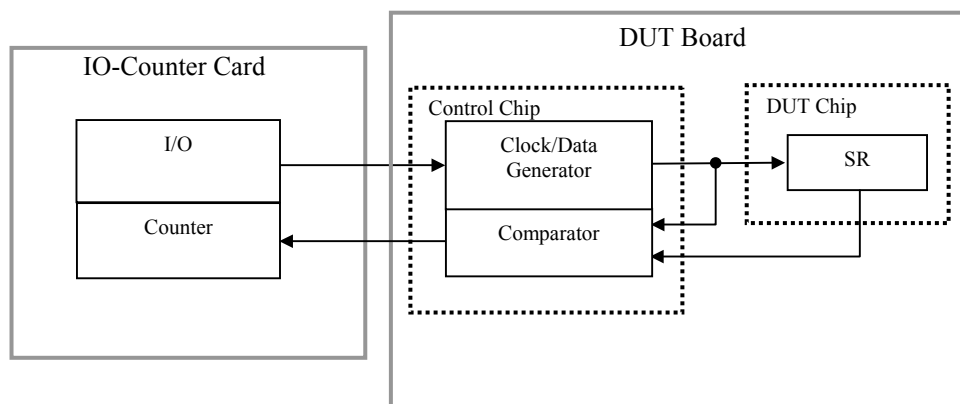 IO-Counter Card
I/O
Counter
DUT Board
Control Chip
Clock/Data
Generator
Comparator
DUT Chip
SR